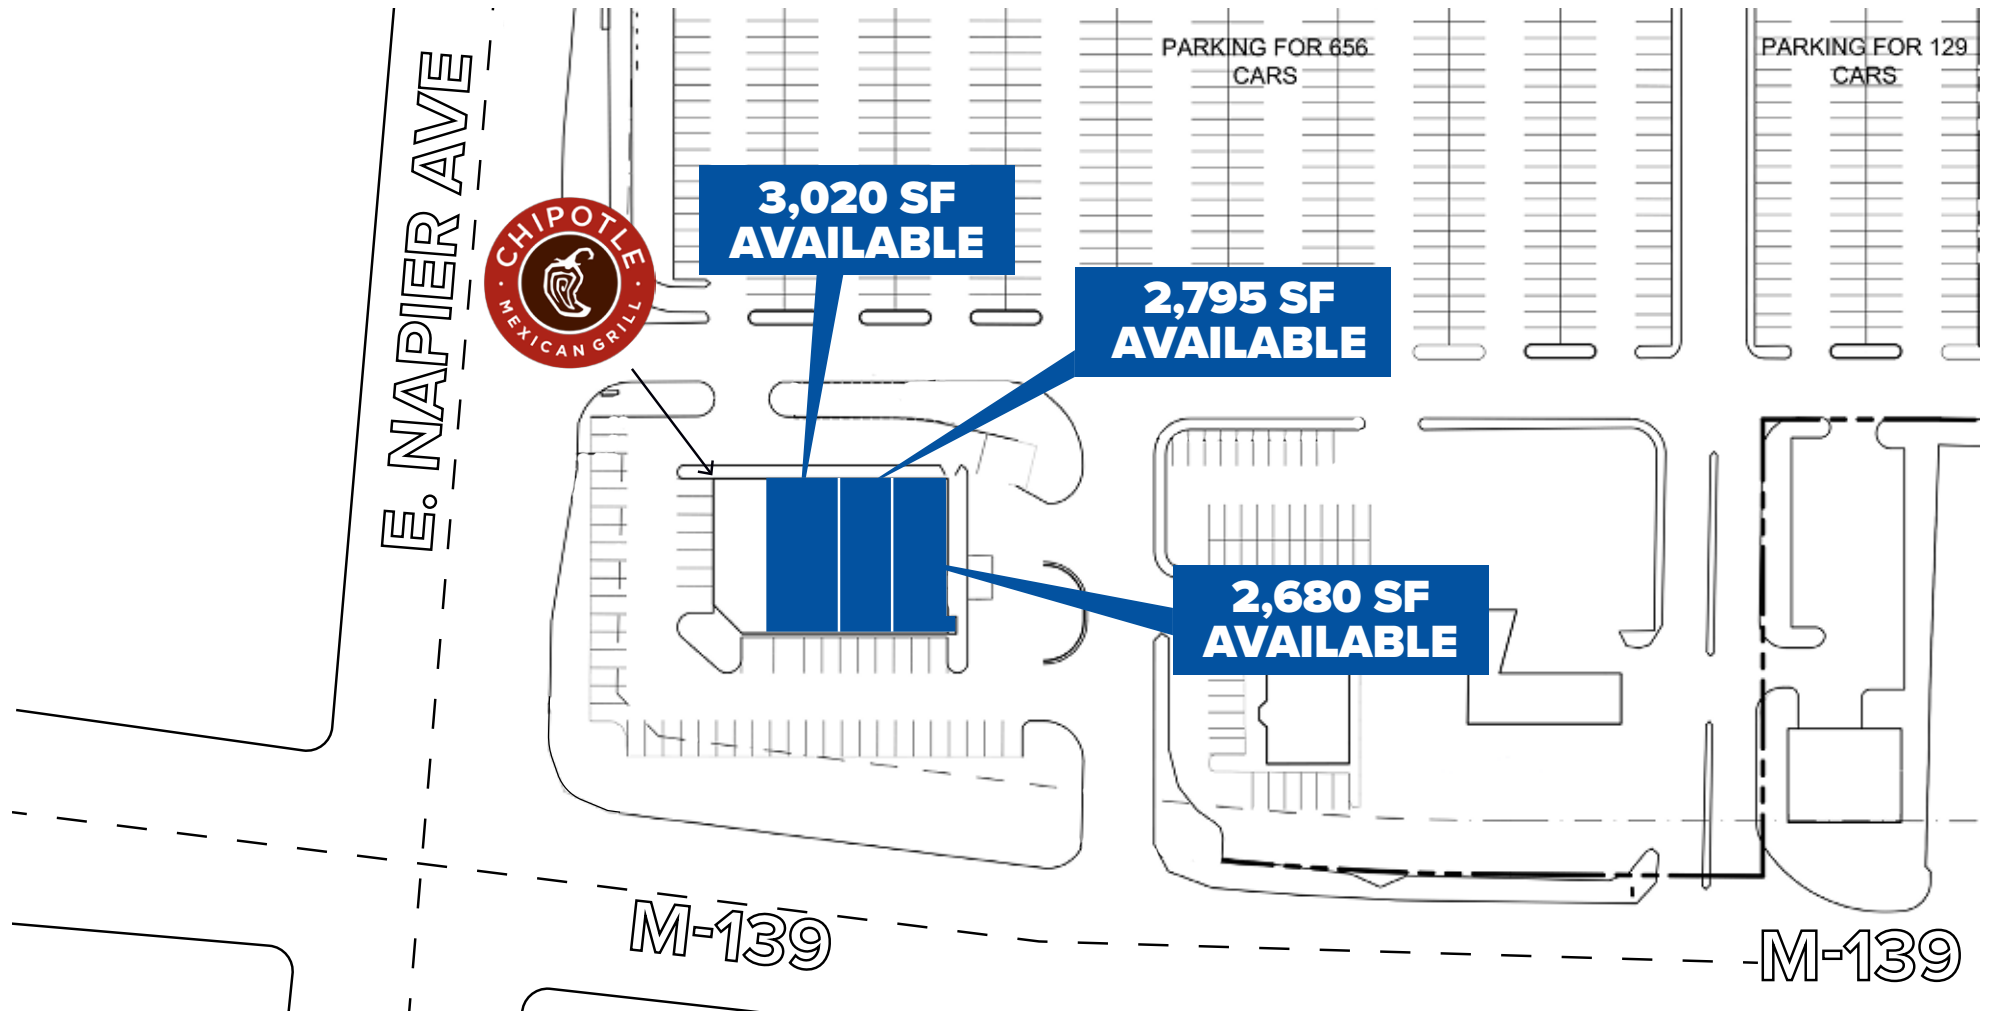 PARKING FOR 656
CARS
PARKING FOR 129
CARS
E. NAPIER AVE
CHIPOTLE
MEXICAN GRILL
3,020 SF
AVAILABLE
2,795 SF
AVAILABLE
2,680 SF
AVAILABLE
M-139
M-139